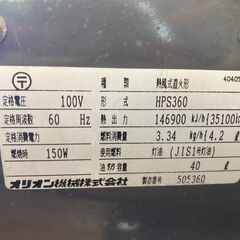 〒
40405
種 類 熱風式直火形
定格電圧 100V
形 式 HPS360
定格周波数 60 Hz
熱出力 146900 kJ/h (35100
定格消費電力
燃料消費量 3.34 kg/h (4.2
燃焼時 150W
使用燃料 灯油 (JIS1号灯油)
油タンク容量 40 ℓ
オリオン機械株式会社
製造番号 505360